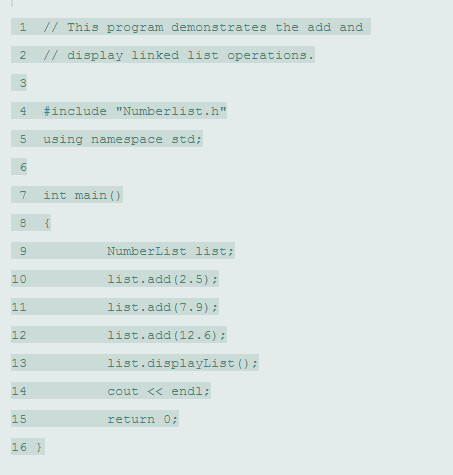 1 // This program demonstrates the add and
2 // display linked list operations.
3
4 #include "Numberlist.h"
5 using namespace std;
6
7 int main()
8 {
9 NumberList list;
10 list.add(2.5);
11 list.add(7.9);
12 list.add(12.6);
13 list.displayList();
14 cout << endl;
15 return 0;
16 }